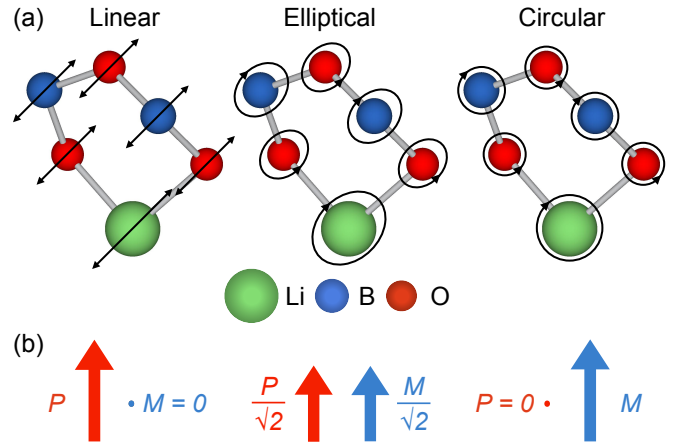 (a) Linear Elliptical Circular
Li B O
(b)
P • M = 0 P/√2 M/√2 P = 0 • M